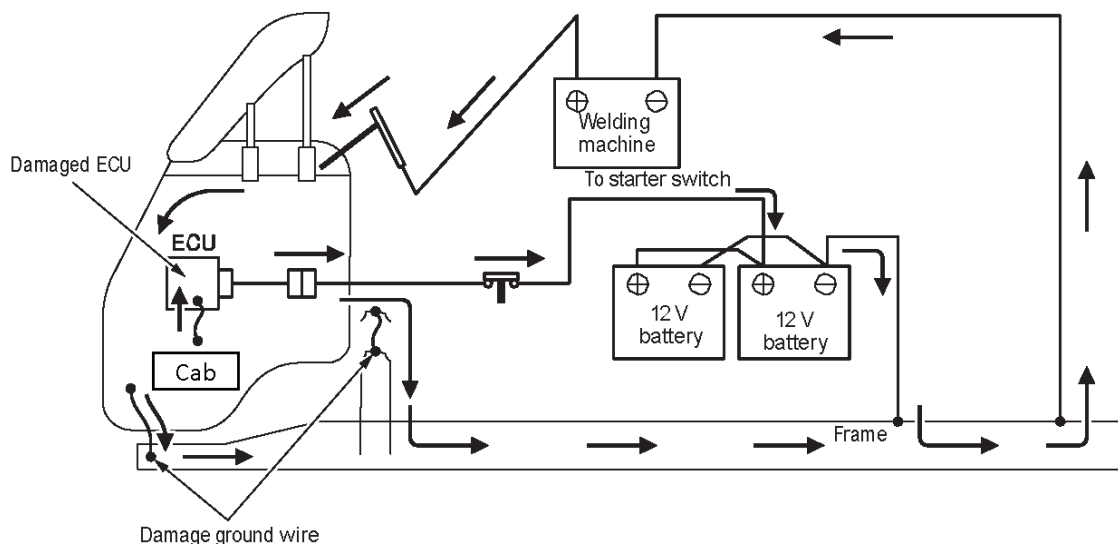 Welding
machine
To starter switch
Damaged ECU
ECU
12 V
battery
12 V
battery
Cab
Frame
Damage ground wire